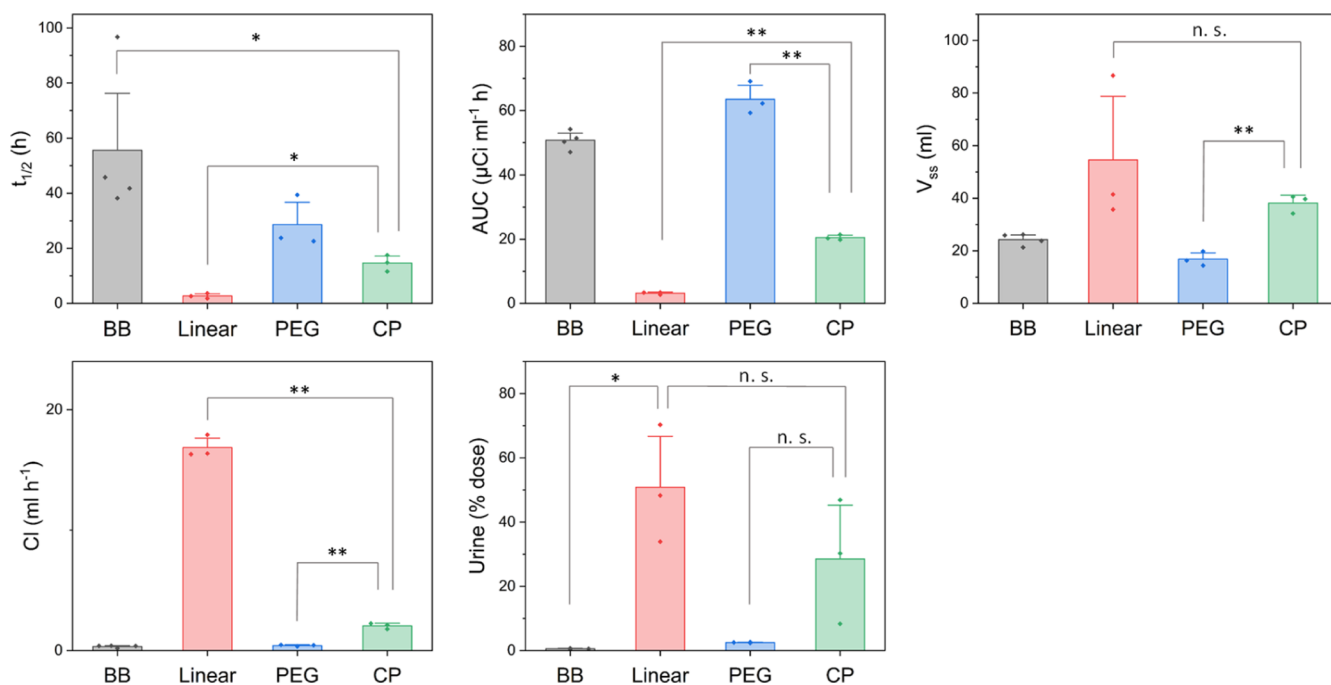 100
80
60
40
20
0
t1/2 (h)
*
*
BB Linear PEG CP
80
60
40
20
0
AUC (µCi ml-1 h)
**
**
BB Linear PEG CP
100
80
60
40
20
0
Vss (ml)
n. s.
**
BB Linear PEG CP
20
0
Cl (ml h-1)
**
**
BB Linear PEG CP
80
60
40
20
0
Urine (% dose)
*
n. s.
n. s.
BB Linear PEG CP